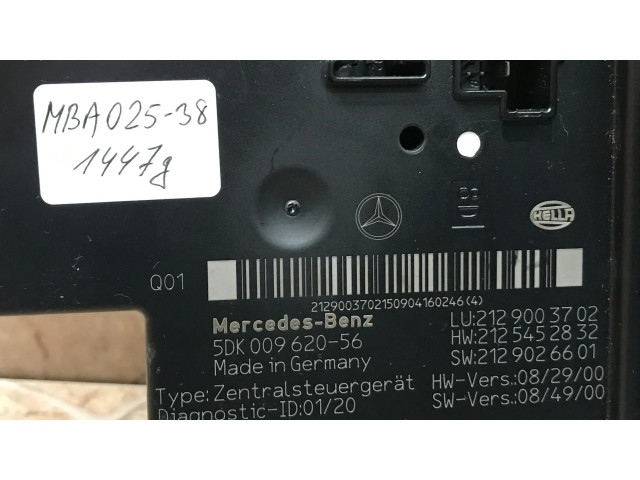 MBA025-38
1447g
HELLA
Q01
2129003702150904160246(4)
Mercedes-Benz
LU:212 900 37 02
5DK 009 620-56
HW:212 545 28 32
Made in Germany
SW:212 902 66 01
Type: Zentralsteuergerät
HW-Vers.:08/29/00
Diagnostic-ID:01/20
SW-Vers.:08/49/00